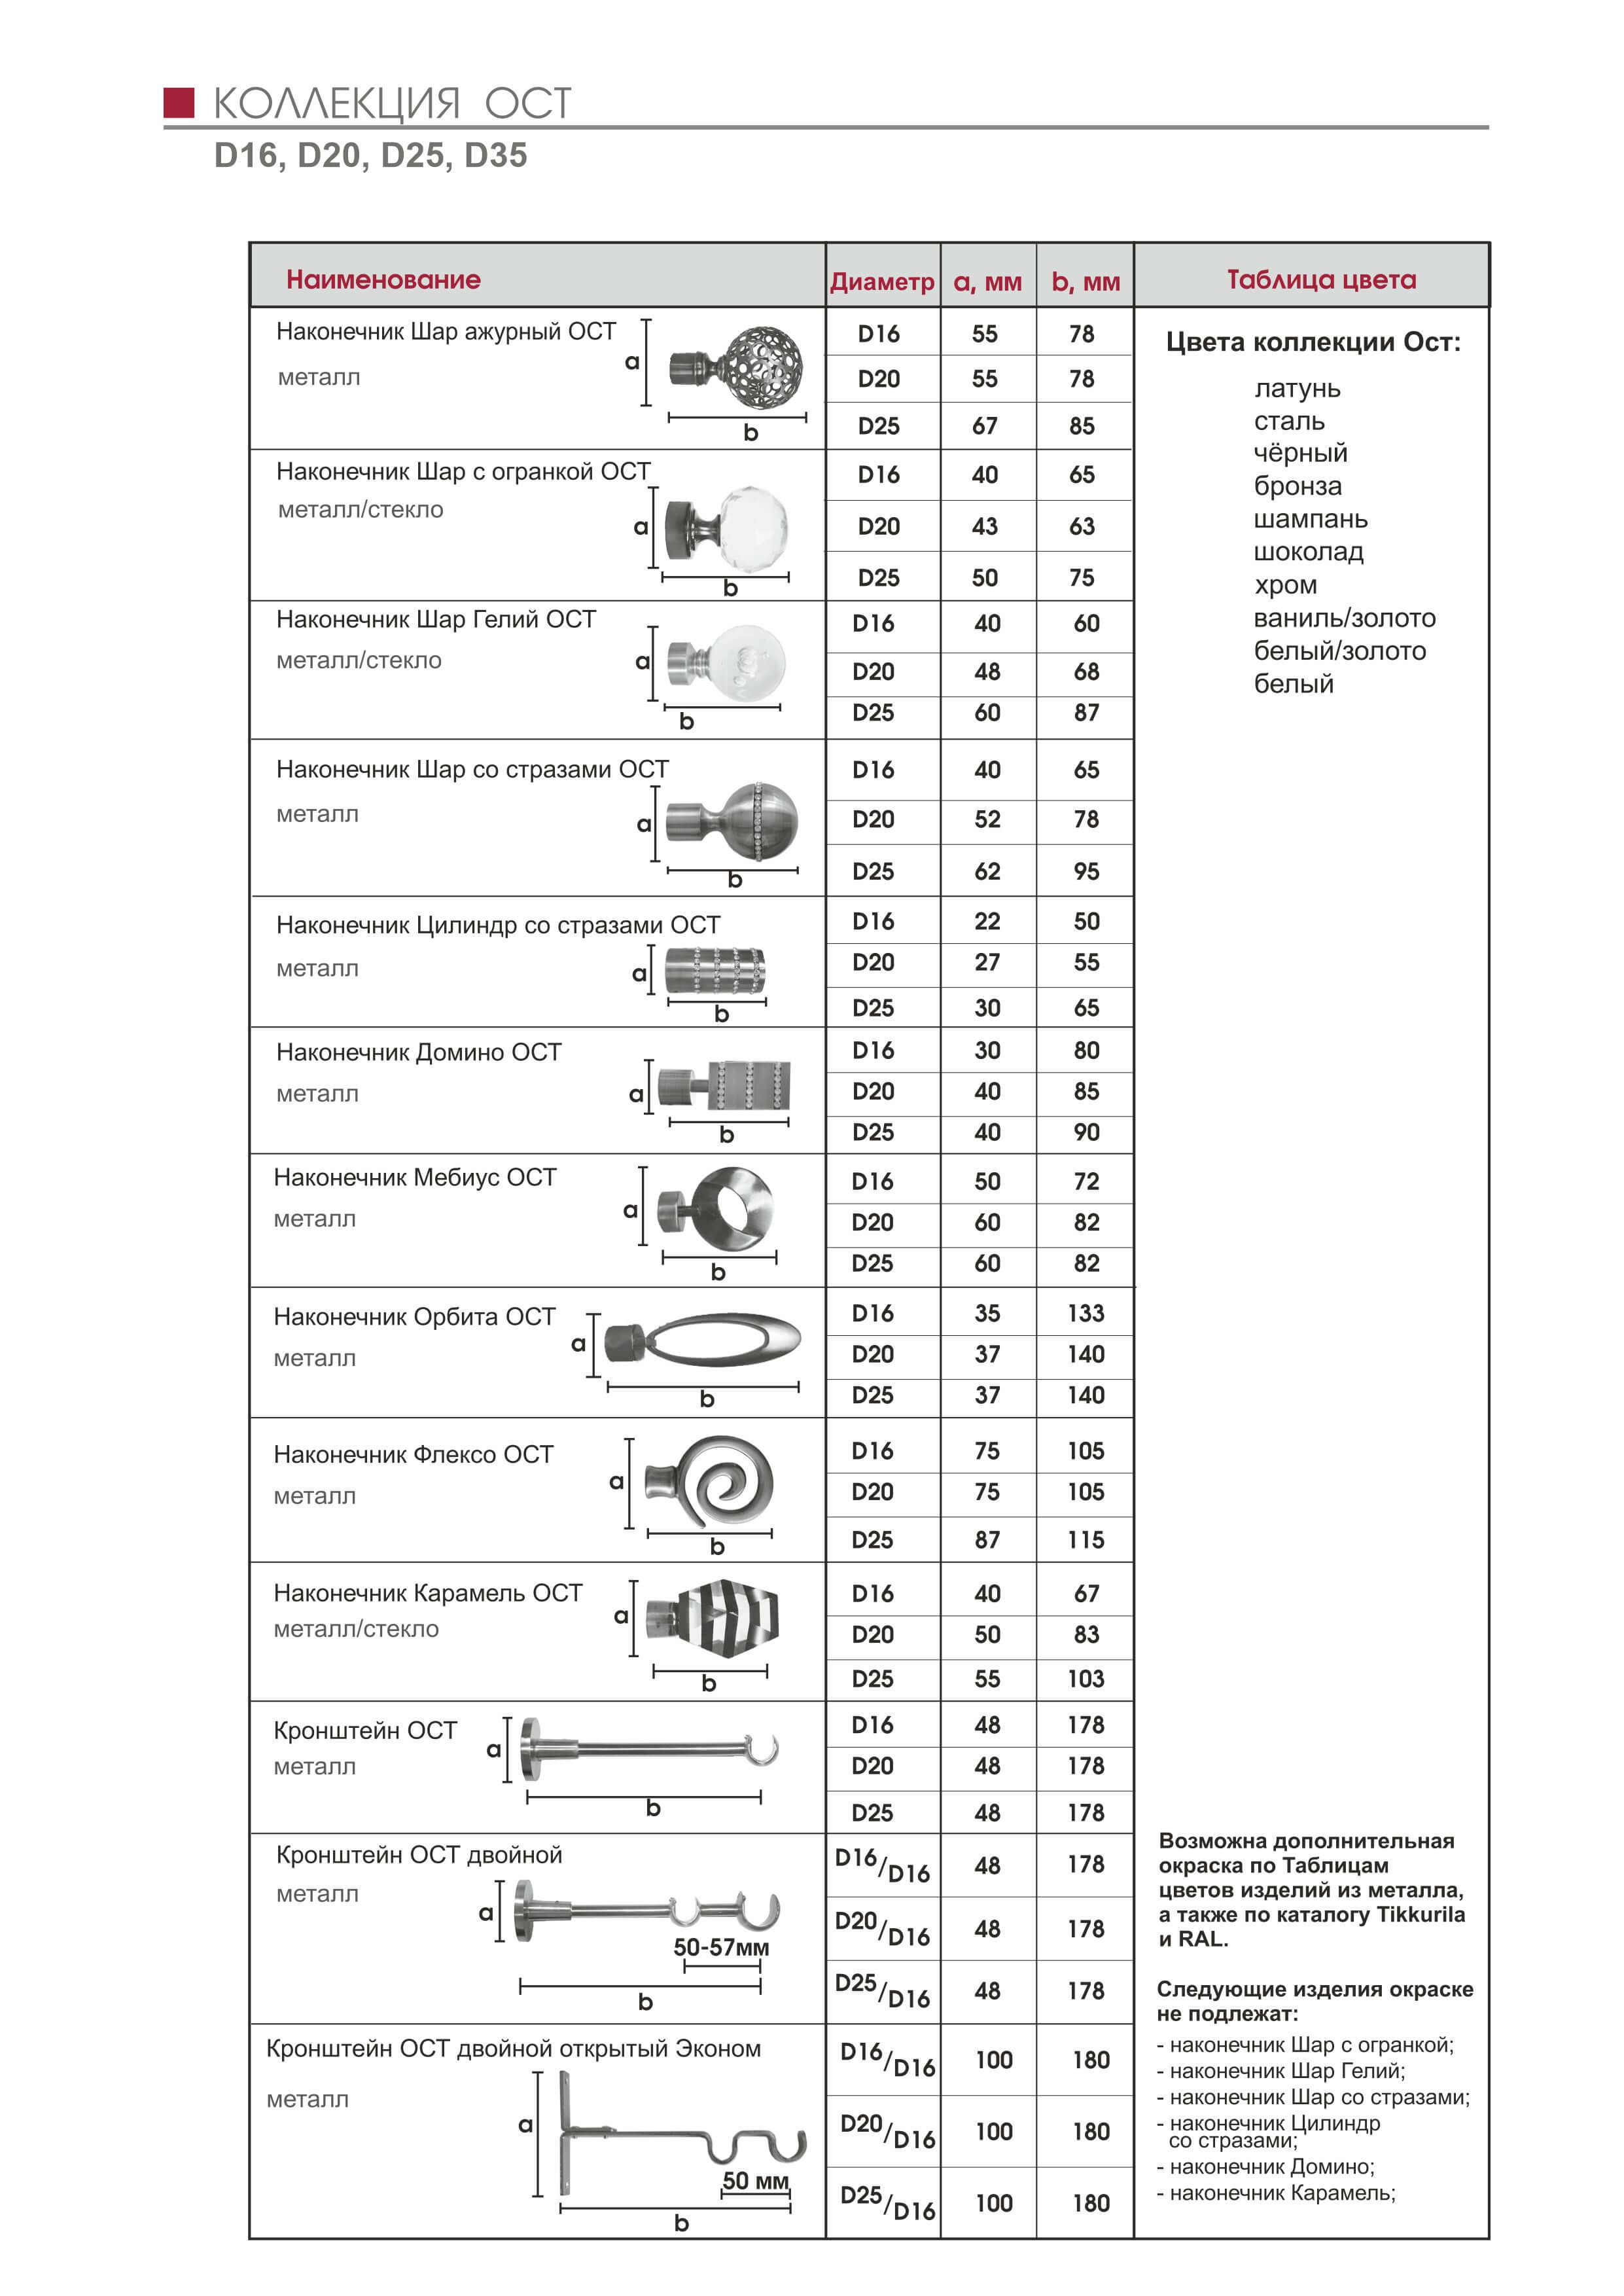 КОЛЛЕКЦИЯ ОСТ
D16, D20, D25, D35
Наименование Диаметр a, мм b, мм Таблица цвета
Наконечник Шар ажурный ОСТ
металл
a
b
D16 55 78
D20 55 78
D25 67 85
Наконечник Шар с огранкой ОСТ
металл/стекло
a
b
D16 40 65
D20 43 63
D25 50 75
Наконечник Шар Гелий ОСТ
металл/стекло
a
b
D16 40 60
D20 48 68
D25 60 87
Наконечник Шар со стразами ОСТ
металл
a
b
D16 40 65
D20 52 78
D25 62 95
Наконечник Цилиндр со стразами ОСТ
металл
a
b
D16 22 50
D20 27 55
D25 30 65
Наконечник Домино ОСТ
металл
a
b
D16 30 80
D20 40 85
D25 40 90
Наконечник Мебиус ОСТ
металл
a
b
D16 50 72
D20 60 82
D25 60 82
Наконечник Орбита ОСТ
металл
a
b
D16 35 133
D20 37 140
D25 37 140
Наконечник Флексо ОСТ
металл
a
b
D16 75 105
D20 75 105
D25 87 115
Наконечник Карамель ОСТ
металл/стекло
a
b
D16 40 67
D20 50 83
D25 55 103
Кронштейн ОСТ
металл
a
b
D16 48 178
D20 48 178
D25 48 178
Кронштейн ОСТ двойной
металл
a
50-57мм
b
D16/D16 48 178
D20/D16 48 178
D25/D16 48 178
Кронштейн ОСТ двойной открытый Эконом
металл
a
50 мм
b
D16/D16 100 180
D20/D16 100 180
D25/D16 100 180
Цвета коллекции Ост:
латунь
сталь
чёрный
бронза
шампань
шоколад
хром
ваниль/золото
белый/золото
белый
Возможна дополнительная
окраска по Таблицам
цветов изделий из металла,
а также по каталогу Tikkurila
и RAL.
Следующие изделия окраске
не подлежат:
- наконечник Шар с огранкой;
- наконечник Шар Гелий;
- наконечник Шар со стразами;
- наконечник Цилиндр
со стразами;
- наконечник Домино;
- наконечник Карамель;